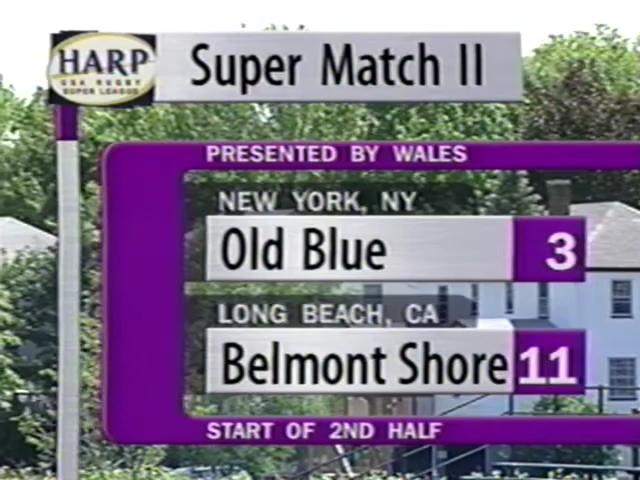 HARP
USA RUGBY
SUPER LEAGUE
Super Match II
PRESENTED BY WALES
NEW YORK, NY
Old Blue 3
LONG BEACH, CA
Belmont Shore 11
START OF 2ND HALF